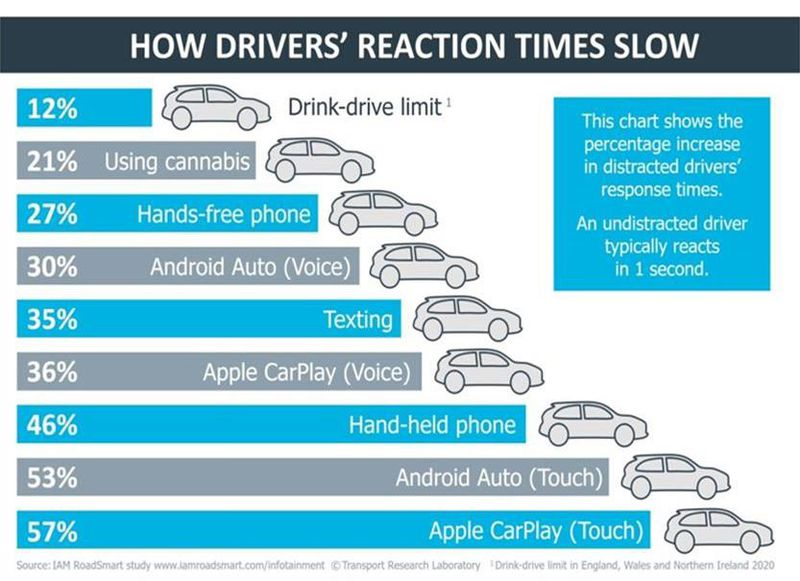 HOW DRIVERS’ REACTION TIMES SLOW
12% Drink-drive limit ¹
21% Using cannabis
27% Hands-free phone
30% Android Auto (Voice)
35% Texting
36% Apple CarPlay (Voice)
46% Hand-held phone
53% Android Auto (Touch)
57% Apple CarPlay (Touch)
This chart shows the
percentage increase
in distracted drivers’
response times.
An undistracted driver
typically reacts
in 1 second.
Source: IAM RoadSmart study www.iamroadsmart.com/infotainment © Transport Research Laboratory ¹ Drink-drive limit in England, Wales and Northern Ireland 2020